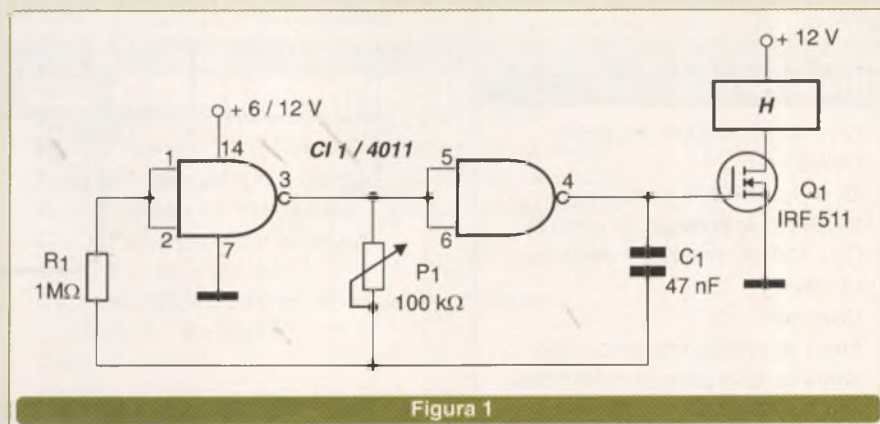 + 12 V
H
+ 6 / 12 V
CI 1 / 4011
14
1
2
3
7
5
6
4
Q1
IRF 511
R1
1MΩ
P1
100 kΩ
C1
47 nF
Figura 1